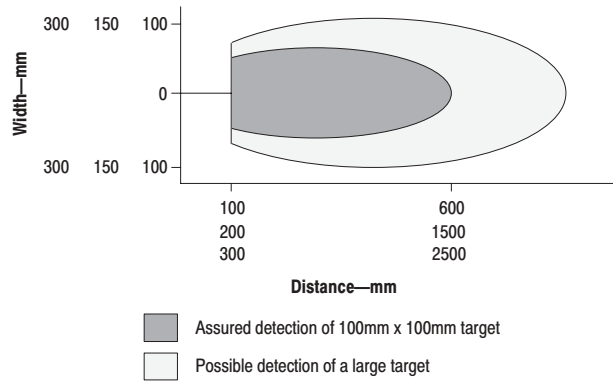 300 150 100
0
Width—mm
300 150 100
100 600
200 1500
300 2500
Distance—mm
Assured detection of 100mm x 100mm target
Possible detection of a large target